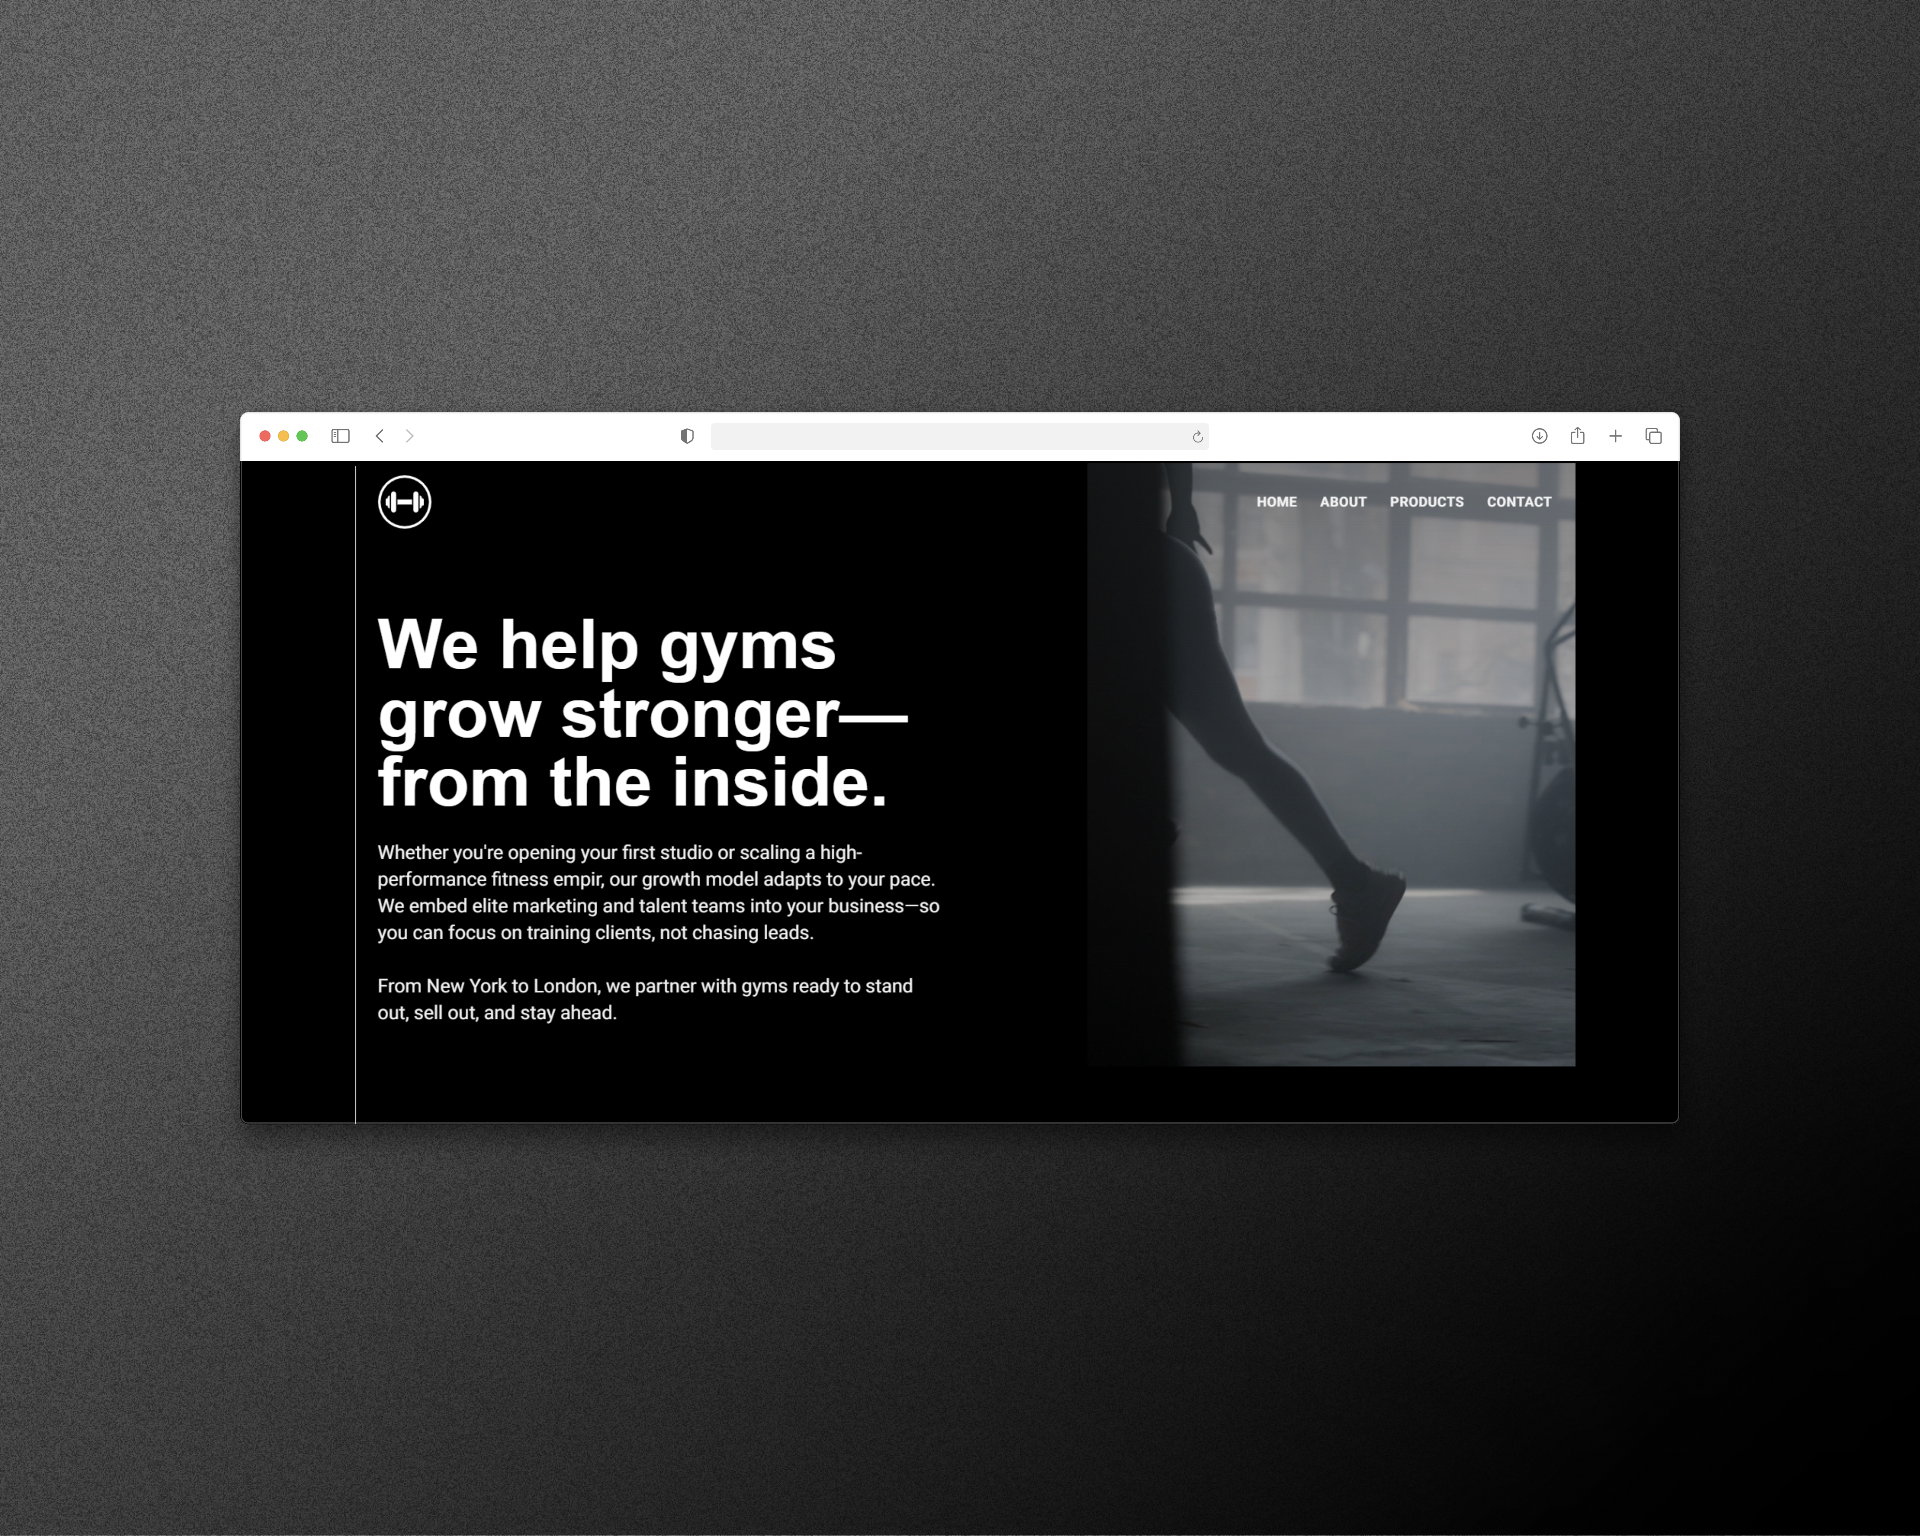 HOME ABOUT PRODUCTS CONTACT
We help gyms
grow stronger—
from the inside.
Whether you're opening your first studio or scaling a high-
performance fitness empir, our growth model adapts to your pace.
We embed elite marketing and talent teams into your business—so
you can focus on training clients, not chasing leads.
From New York to London, we partner with gyms ready to stand
out, sell out, and stay ahead.